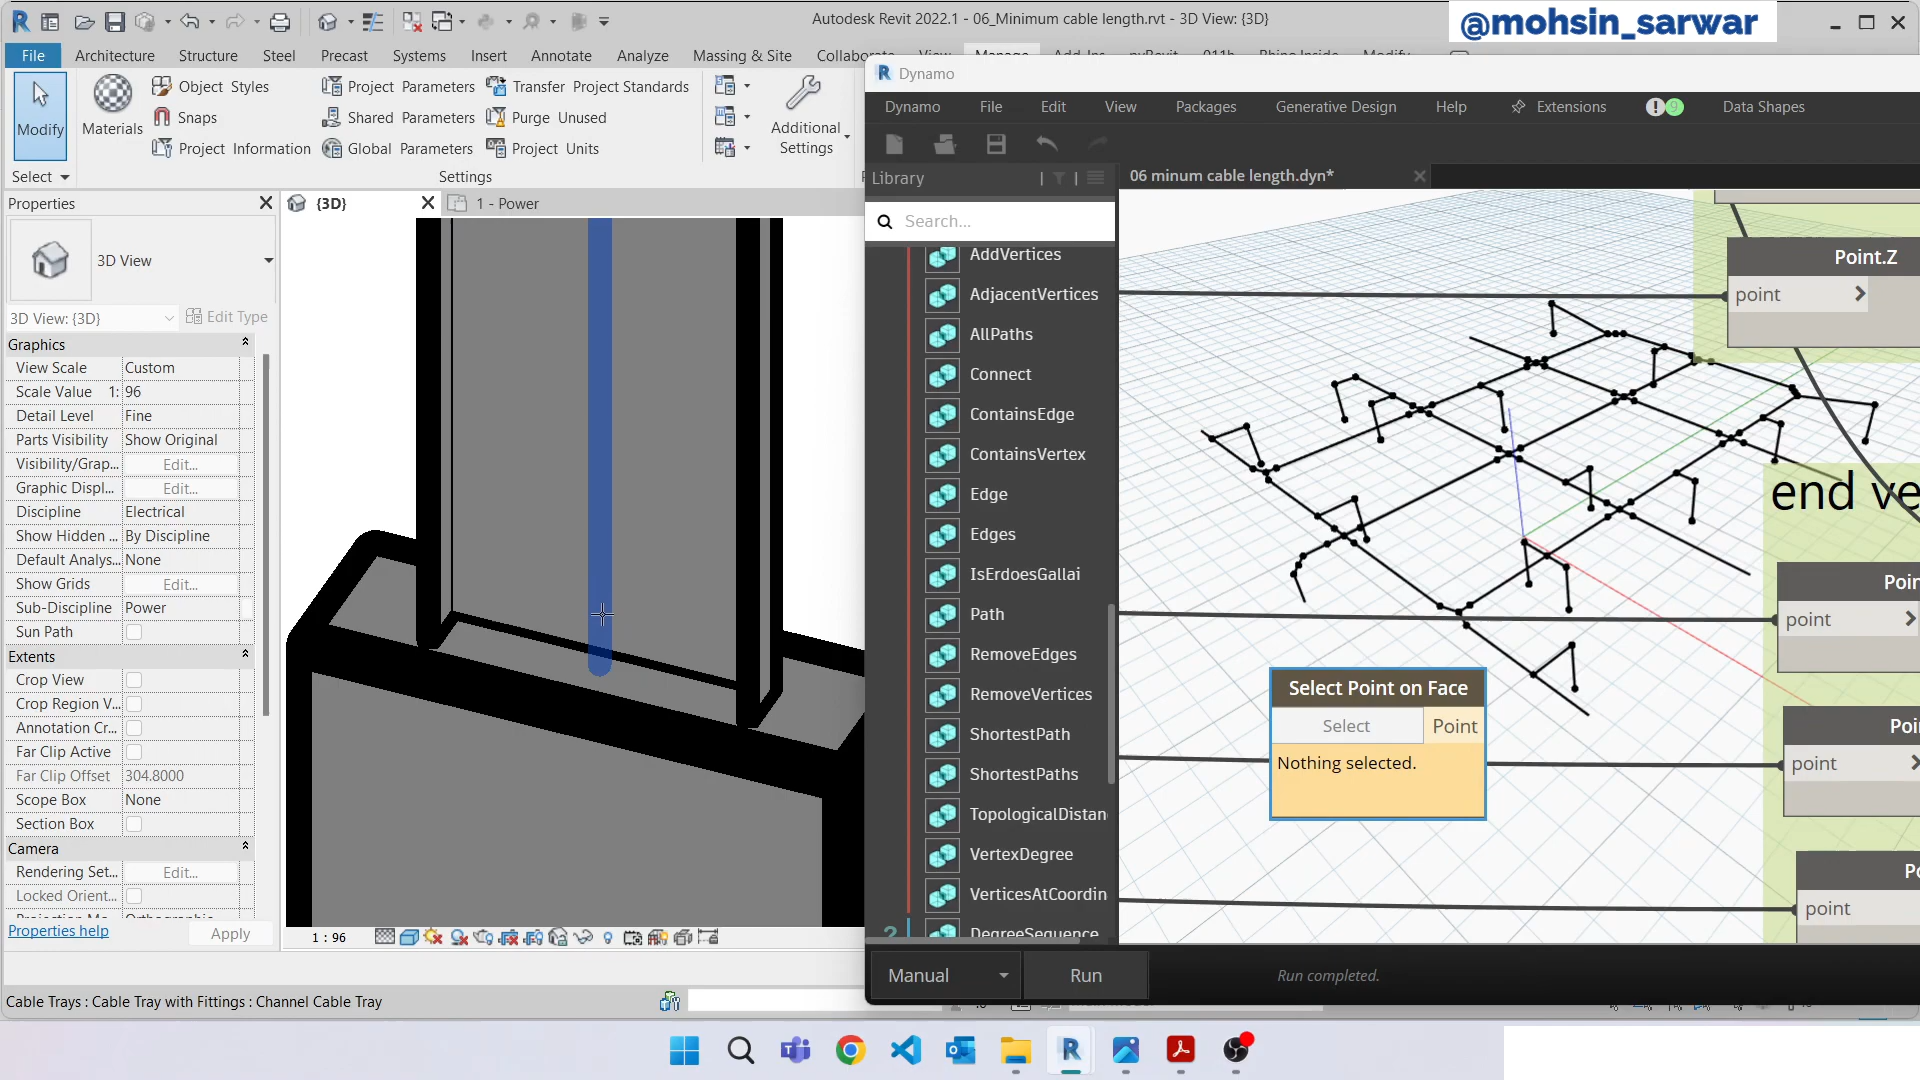 Autodesk Revit 2022.1 - 06_Minimum cable length.rvt - 3D View: {3D}
@mohsin_sarwar
File
Architecture
Structure
Steel
Precast
Systems
Insert
Annotate
Analyze
Massing & Site
Modify
Materials
Object Styles
Snaps
Project Information
Project Parameters
Shared Parameters
Global Parameters
Transfer Project Standards
Purge Unused
Project Units
Additional
Settings
Select
Settings
Properties
3D View
3D View: {3D}
Edit Type
Graphics
View Scale Custom
Scale Value 1: 96
Detail Level Fine
Parts Visibility Show Original
Visibility/Grap... Edit...
Graphic Displ... Edit...
Discipline Electrical
Show Hidden ... By Discipline
Default Analys... None
Show Grids Edit...
Sub-Discipline Power
Sun Path
Extents
Crop View
Crop Region V...
Annotation Cr...
Far Clip Active
Far Clip Offset 304.8000
Scope Box None
Section Box
Camera
Rendering Set... Edit...
Locked Orient...
Properties help
Apply
{3D}
1 - Power
1 : 96
Cable Trays : Cable Tray with Fittings : Channel Cable Tray
Dynamo
Dynamo
File
Edit
View
Packages
Generative Design
Help
Extensions
9
Data Shapes
Library
06 minum cable length.dyn*
Search...
AddVertices
AdjacentVertices
AllPaths
Connect
ContainsEdge
ContainsVertex
Edge
Edges
IsErdoesGallai
Path
RemoveEdges
RemoveVertices
ShortestPath
ShortestPaths
TopologicalDistan
VertexDegree
VerticesAtCoordin
DegreeSequence
Point.Z
point
end ve
Poin
point
Select Point on Face
Select
Point
Nothing selected.
Poi
point
Po
point
Manual
Run
Run completed.